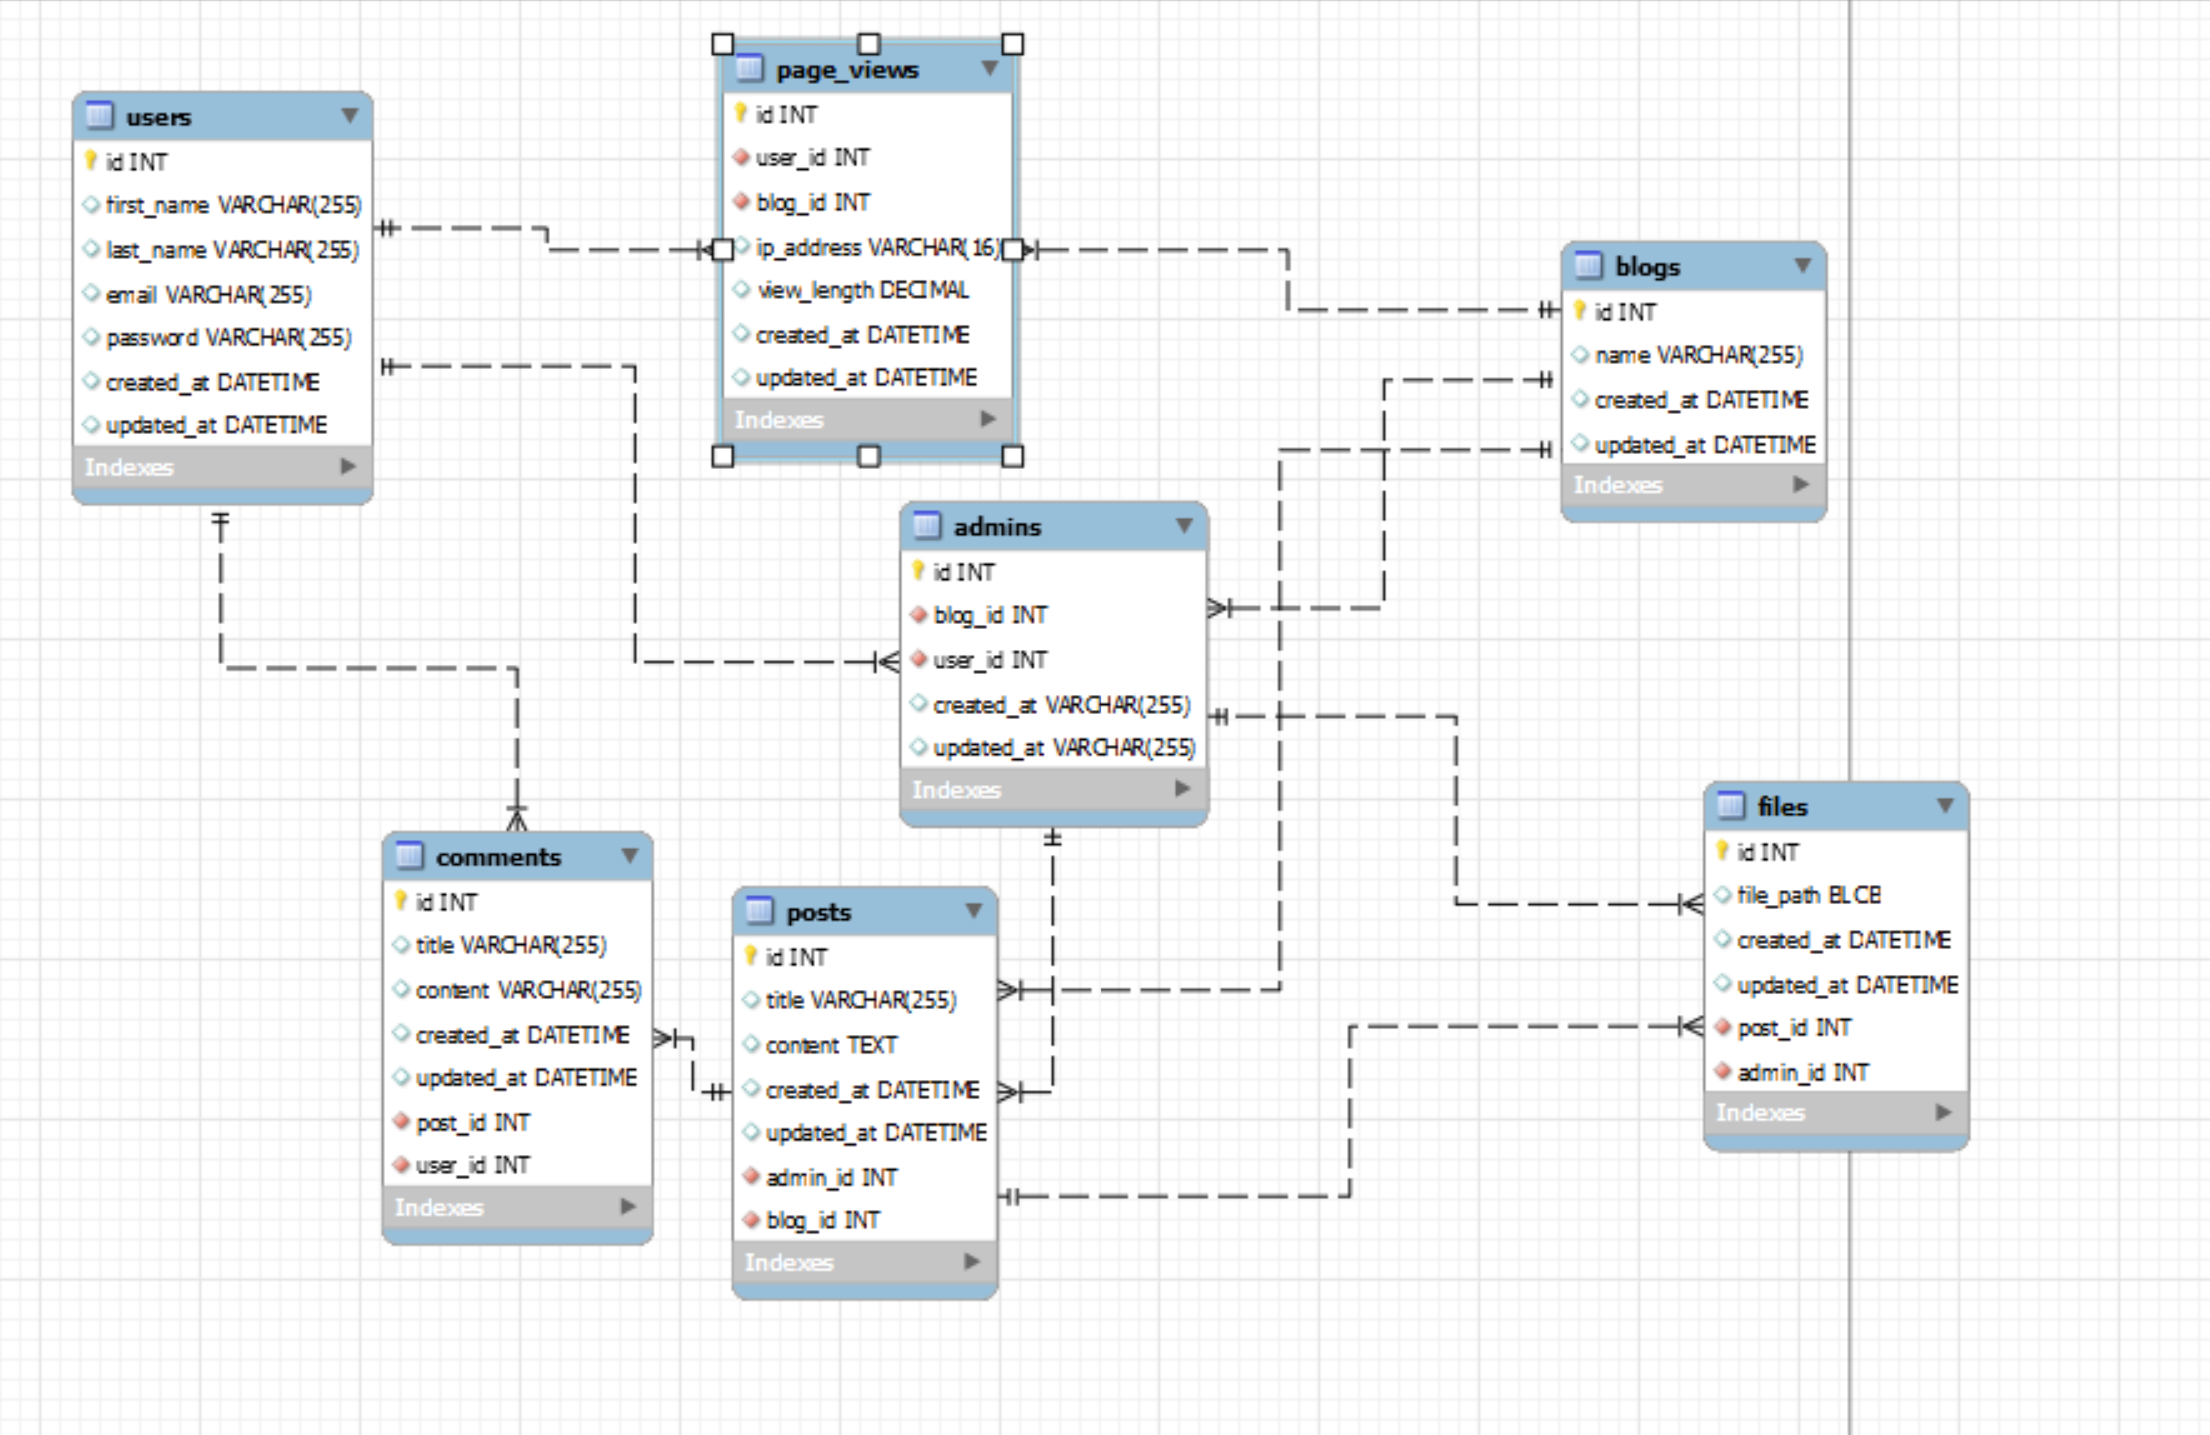 users
id INT
first_name VARCHAR(255)
last_name VARCHAR(255)
email VARCHAR(255)
password VARCHAR(255)
created_at DATETIME
updated_at DATETIME
Indexes
page_views
id INT
user_id INT
blog_id INT
ip_address VARCHAR(16)
view_length DECIMAL
created_at DATETIME
updated_at DATETIME
Indexes
blogs
id INT
name VARCHAR(255)
created_at DATETIME
updated_at DATETIME
Indexes
admins
id INT
blog_id INT
user_id INT
created_at VARCHAR(255)
updated_at VARCHAR(255)
Indexes
comments
id INT
title VARCHAR(255)
content VARCHAR(255)
created_at DATETIME
updated_at DATETIME
post_id INT
user_id INT
Indexes
posts
id INT
title VARCHAR(255)
content TEXT
created_at DATETIME
updated_at DATETIME
admin_id INT
blog_id INT
Indexes
files
id INT
file_path BLOB
created_at DATETIME
updated_at DATETIME
post_id INT
admin_id INT
Indexes